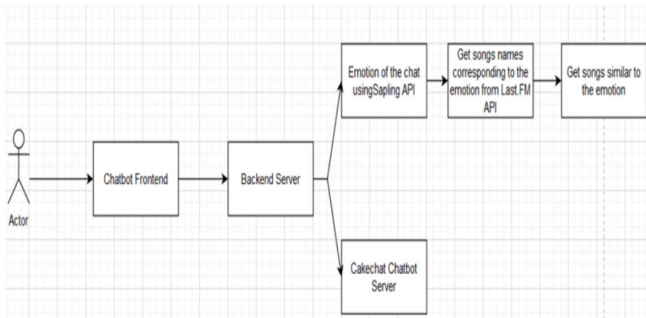 Emotion of the chat
usingSapling API
Get songs names
corresponding to the
emotion from Last.FM
API
Get songs similar to
the emotion
Chatbot Frontend
Backend Server
Actor
Cakechat Chatbot
Server